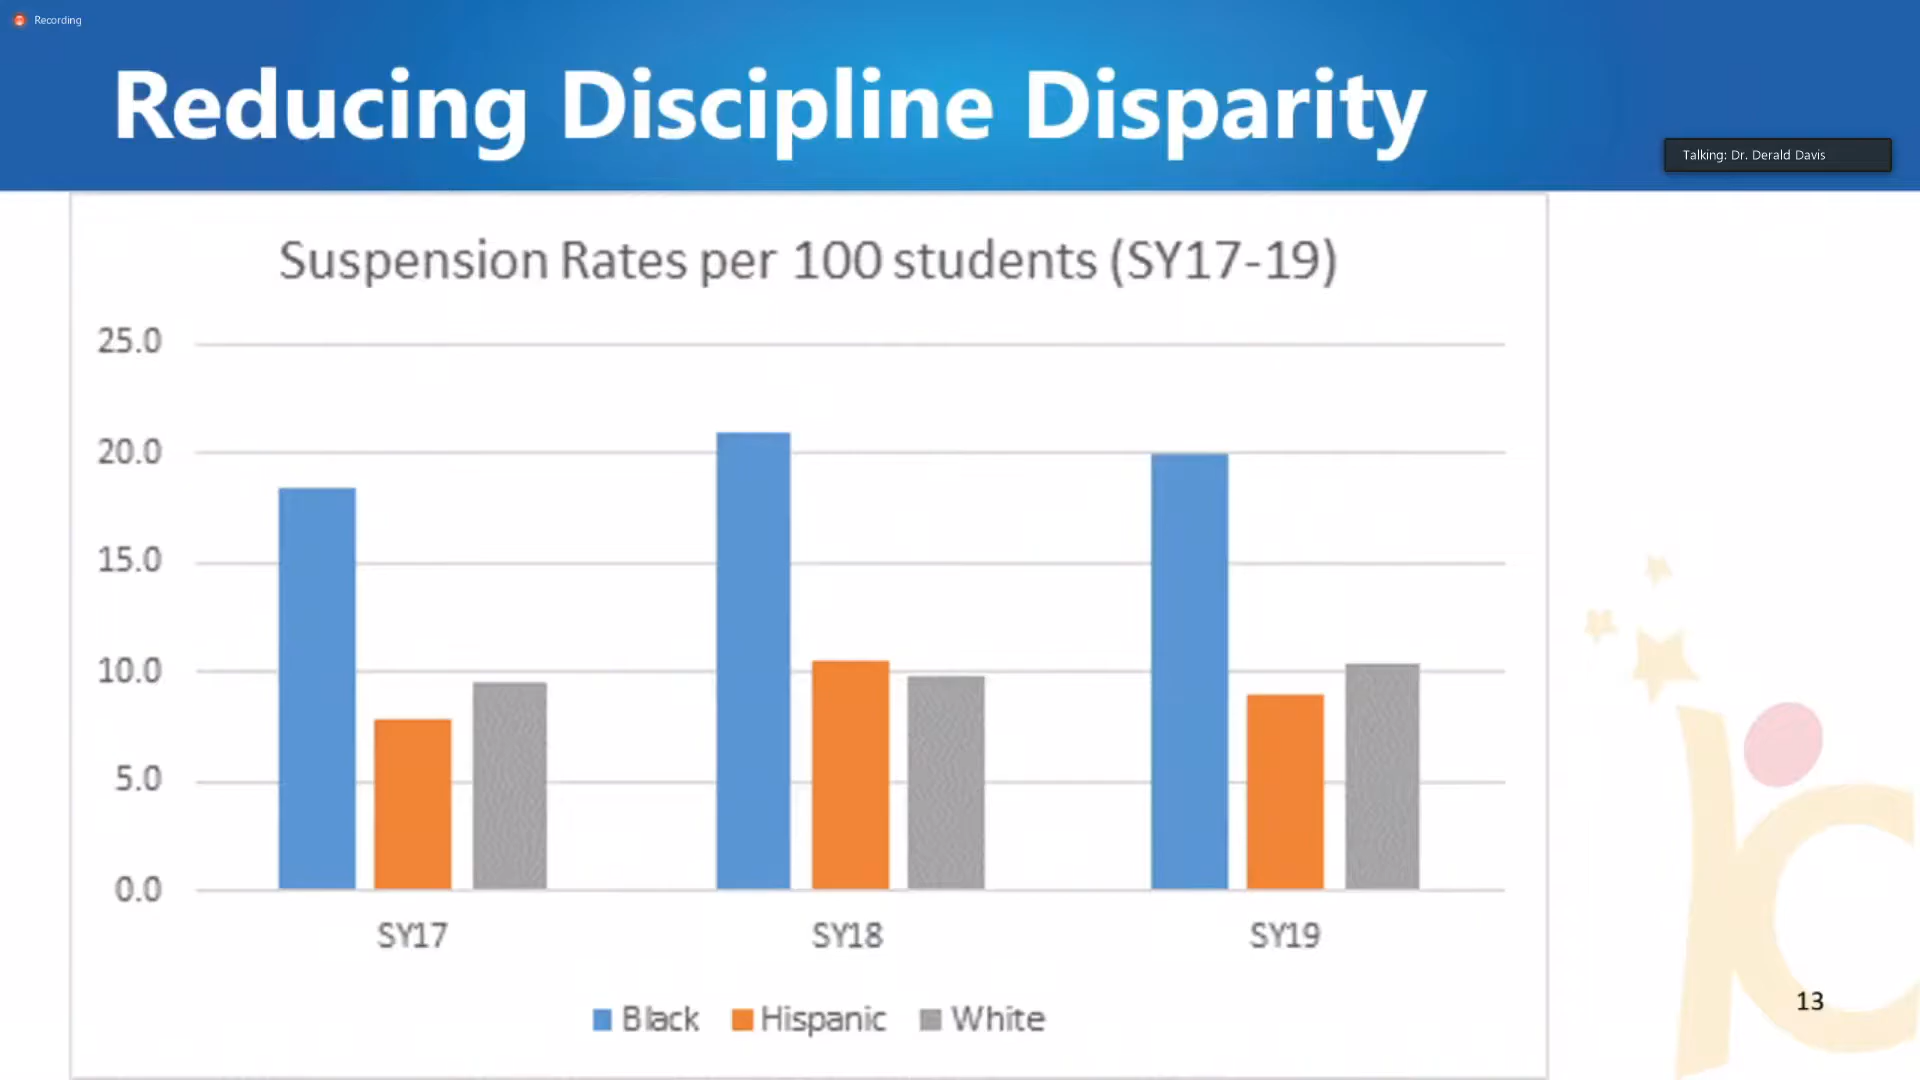 Recording
Reducing Discipline Disparity
Talking: Dr. Derald Davis
Suspension Rates per 100 students (SY17-19)
25.0
20.0
15.0
10.0
5.0
0.0
SY17 SY18 SY19
Black Hispanic White
13